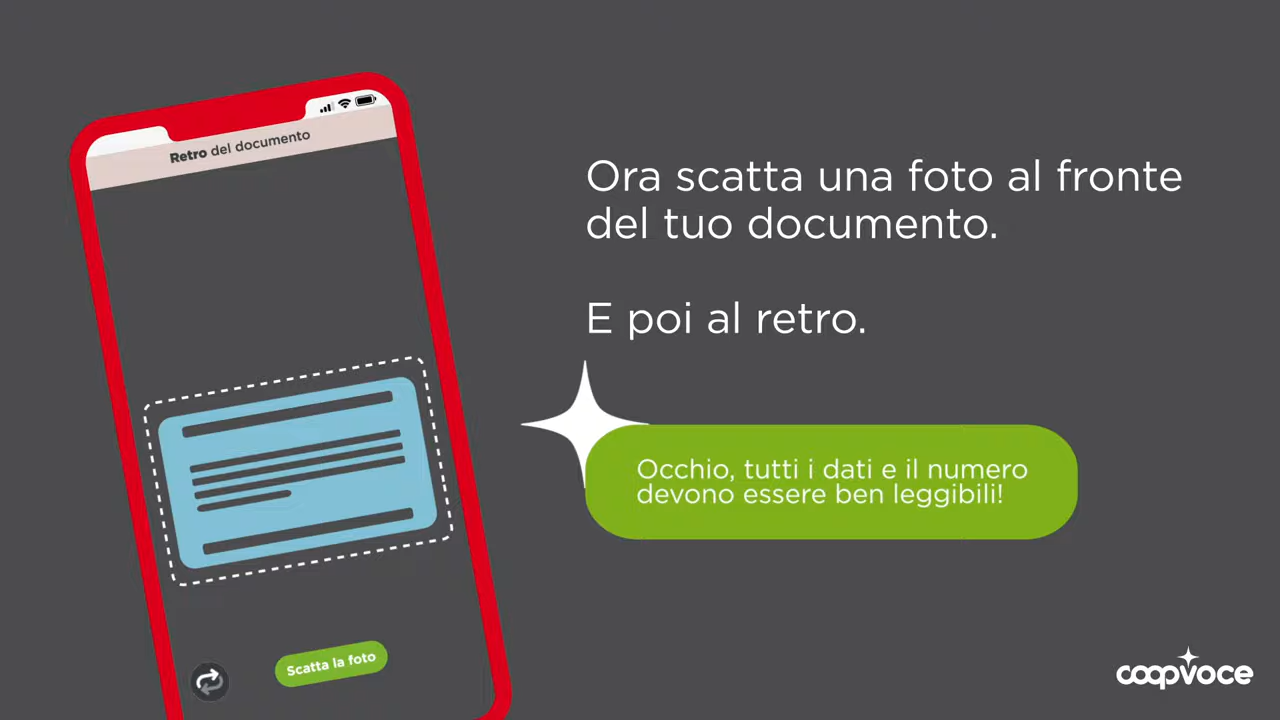 Retro del documento
Scatta la foto
Ora scatta una foto al fronte
del tuo documento.
E poi al retro.
Occhio, tutti i dati e il numero
devono essere ben leggibili!
coopvoce